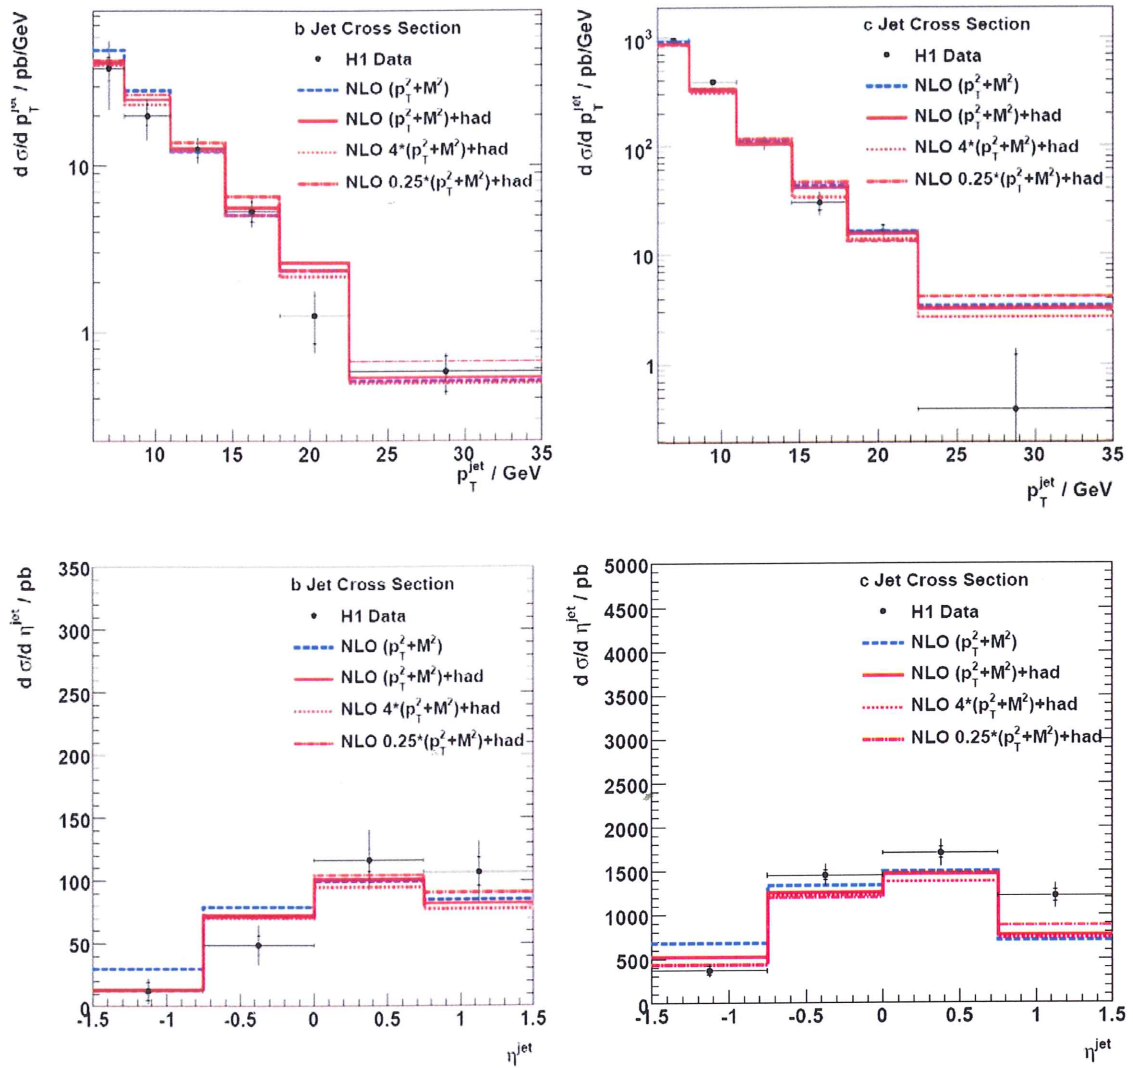 b Jet Cross Section
H1 Data
NLO (p_T^2+M^2)
NLO (p_T^2+M^2)+had
NLO 4*(p_T^2+M^2)+had
NLO 0.25*(p_T^2+M^2)+had
d σ/d p_T^jet / pb/GeV
10
1
10 15 20 25 30 35
p_T^jet / GeV
c Jet Cross Section
H1 Data
NLO (p_T^2+M^2)
NLO (p_T^2+M^2)+had
NLO 4*(p_T^2+M^2)+had
NLO 0.25*(p_T^2+M^2)+had
d σ/d p_T^jet / pb/GeV
10^3
10^2
10
1
10 15 20 25 30 35
p_T^jet / GeV
b Jet Cross Section
H1 Data
NLO (p_T^2+M^2)
NLO (p_T^2+M^2)+had
NLO 4*(p_T^2+M^2)+had
NLO 0.25*(p_T^2+M^2)+had
d σ/d η^jet / pb
350
300
250
200
150
100
50
0
-1.5 -1 -0.5 0 0.5 1 1.5
η^jet
c Jet Cross Section
H1 Data
NLO (p_T^2+M^2)
NLO (p_T^2+M^2)+had
NLO 4*(p_T^2+M^2)+had
NLO 0.25*(p_T^2+M^2)+had
d σ/d η^jet / pb
5000
4500
4000
3500
3000
2500
2000
1500
1000
500
0
-1.5 -1 -0.5 0 0.5 1 1.5
η^jet